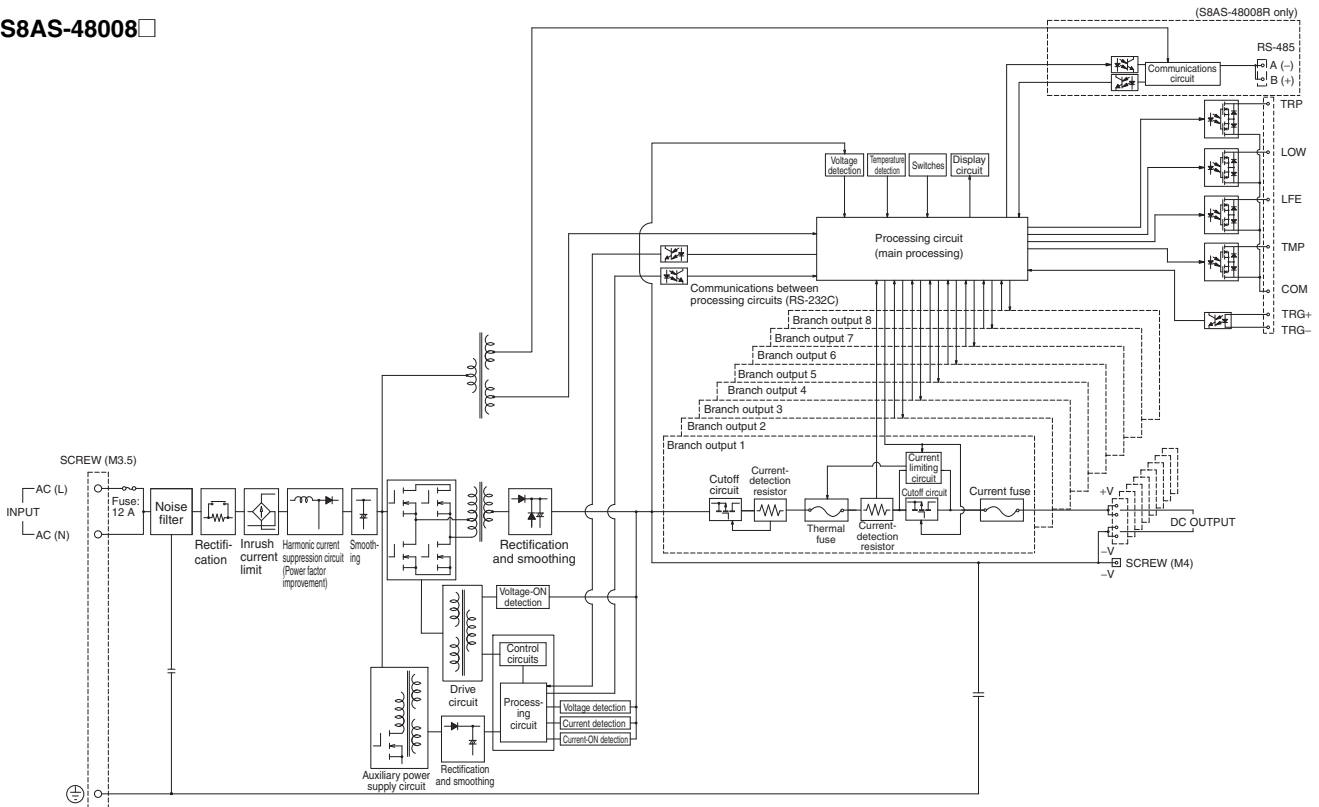 S8AS-48008□
(S8AS-48008R only)
RS-485
A (–)
B (+)
Communications
circuit
TRP
LOW
LFE
TMP
COM
TRG+
TRG–
Voltage
detection
Temperature
detection
Switches
Display
circuit
Processing circuit
(main processing)
Communications between
processing circuits (RS-232C)
Branch output 8
Branch output 7
Branch output 6
Branch output 5
Branch output 4
Branch output 3
Branch output 2
Branch output 1
Cutoff
circuit
Current-
detection
resistor
Thermal
fuse
Current-
detection
resistor
Current
limiting
circuit
Cutoff circuit
Current fuse
+V
DC OUTPUT
–V
SCREW (M4)
–V
SCREW (M3.5)
AC (L)
INPUT
AC (N)
Fuse:
12 A
Noise
filter
Rectifi-
cation
Inrush
current
limit
Harmonic current
suppression circuit
(Power factor
improvement)
Smooth-
ing
Rectification
and smoothing
Voltage-ON
detection
Control
circuits
Drive
circuit
Process-
ing
circuit
Voltage detection
Current detection
Current-ON detection
Auxiliary power
supply circuit
Rectification
and smoothing